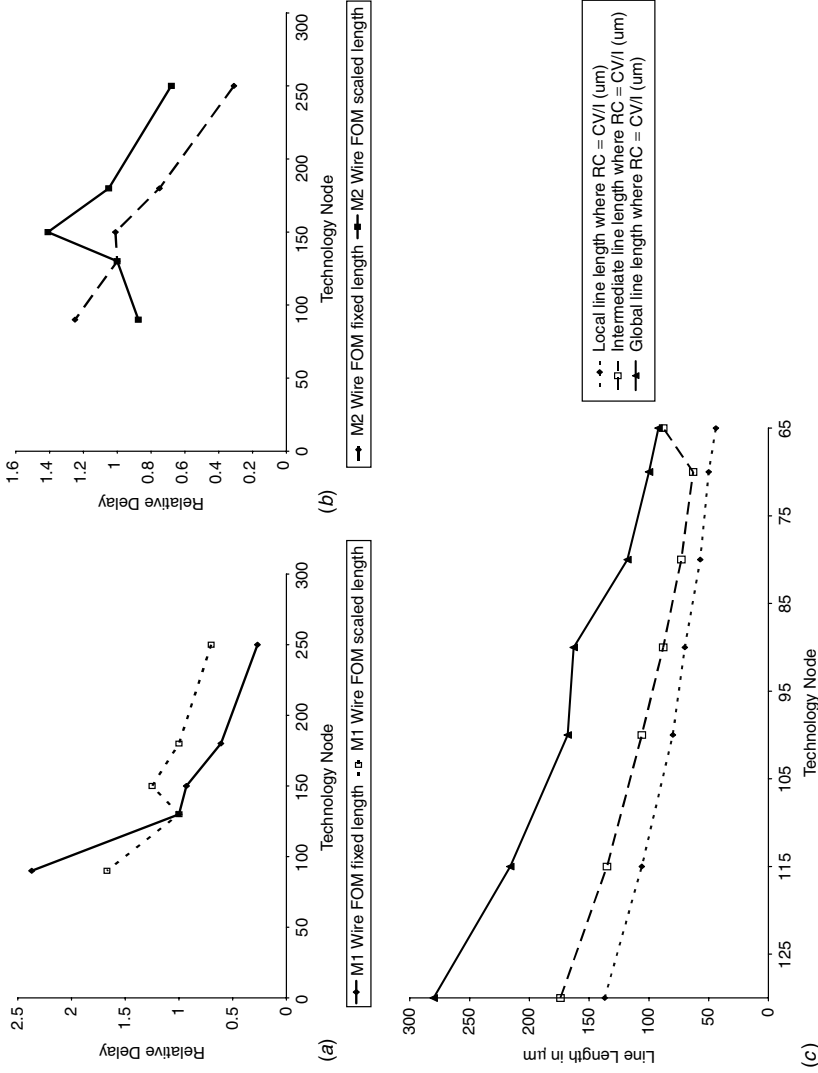 2.5
2
1.5
1
0.5
0
Relative Delay
0
50
100
150
200
250
300
Technology Node
M1 Wire FOM fixed length
M1 Wire FOM scaled length
(a)
1.6
1.4
1.2
1
0.8
0.6
0.4
0.2
0
Relative Delay
0
50
100
150
200
250
300
Technology Node
M2 Wire FOM fixed length
M2 Wire FOM scaled length
(b)
300
250
200
150
100
50
0
Line Length in µm
125
115
105
95
85
75
65
Technology Node
Local line length where RC = CV/I (um)
Intermediate line length where RC = CV/I (um)
Global line length where RC = CV/I (um)
(c)